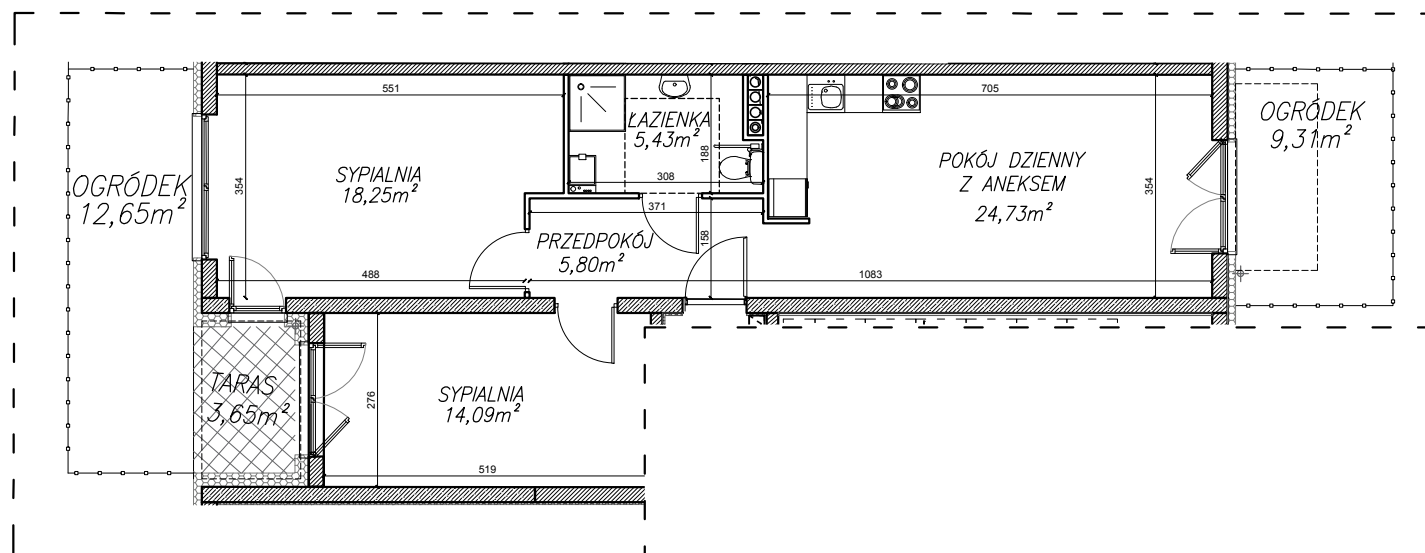 551
705
OGRÓDEK
9,31m²
ŁAZIENKA
5,43m²
188
308
POKÓJ DZIENNY
Z ANEKSEM
24,73m²
354
SYPIALNIA
18,25m²
354
OGRÓDEK
12,65m²
371
PRZEDPOKÓJ
5,80m²
158
488
1083
TARAS
3,65m²
276
SYPIALNIA
14,09m²
519